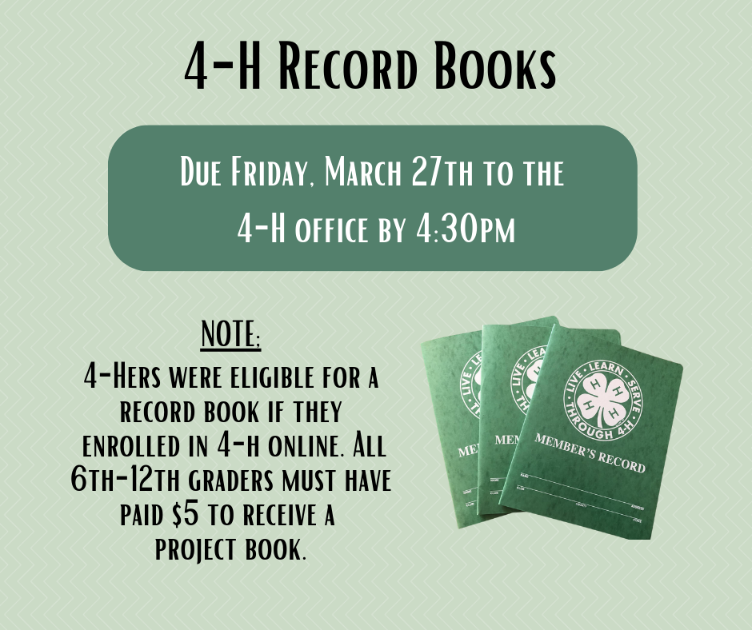 4-H Record Books
Due Friday, March 27th to the
4-H office by 4:30pm
NOTE:
4-Hers were eligible for a
record book if they
enrolled in 4-h online. All
6th-12th graders must have
paid $5 to receive a
project book.
LIVE · LEARN · SERVE
THROUGH 4-H
H H
H H
MEMBER'S RECORD